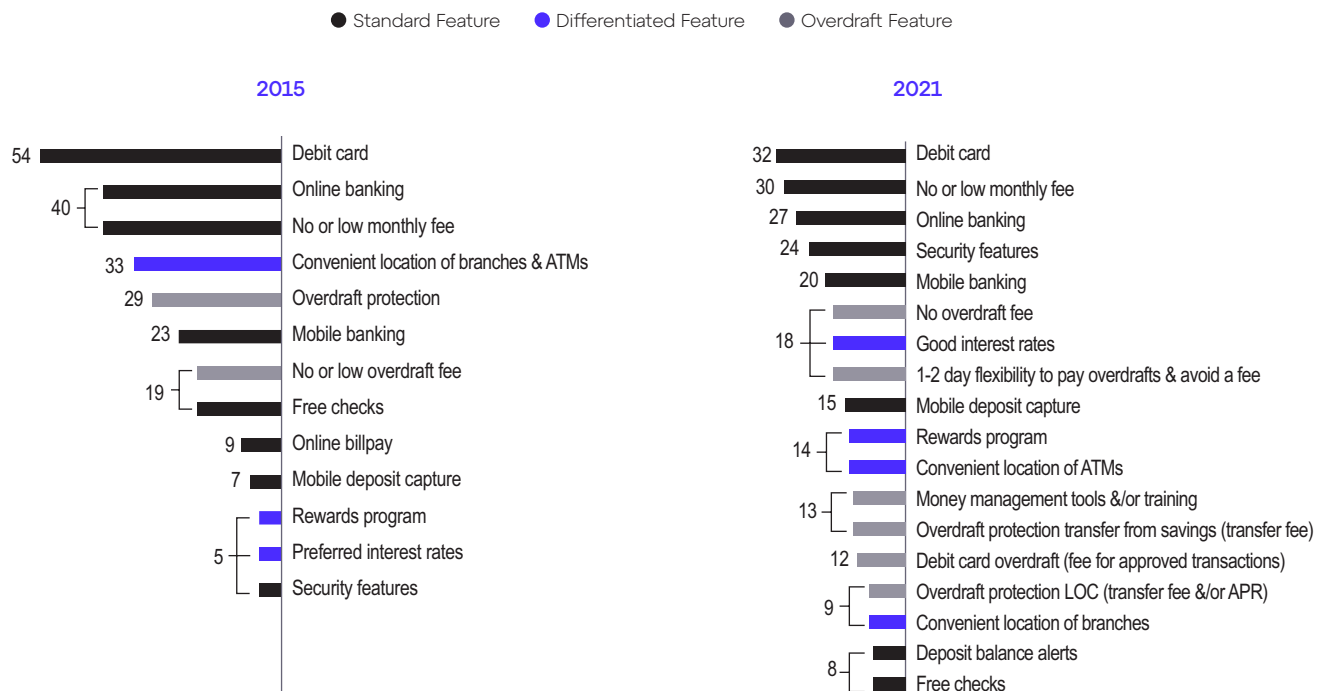 Standard Feature
Differentiated Feature
Overdraft Feature
2015
54 Debit card
40
Online banking
No or low monthly fee
33 Convenient location of branches & ATMs
29 Overdraft protection
23 Mobile banking
19
No or low overdraft fee
Free checks
9 Online billpay
7 Mobile deposit capture
5
Rewards program
Preferred interest rates
Security features
2021
32 Debit card
30 No or low monthly fee
27 Online banking
24 Security features
20 Mobile banking
18
No overdraft fee
Good interest rates
1-2 day flexibility to pay overdrafts & avoid a fee
15 Mobile deposit capture
14
Rewards program
Convenient location of ATMs
13
Money management tools &/or training
Overdraft protection transfer from savings (transfer fee)
12 Debit card overdraft (fee for approved transactions)
9
Overdraft protection LOC (transfer fee &/or APR)
Convenient location of branches
8
Deposit balance alerts
Free checks